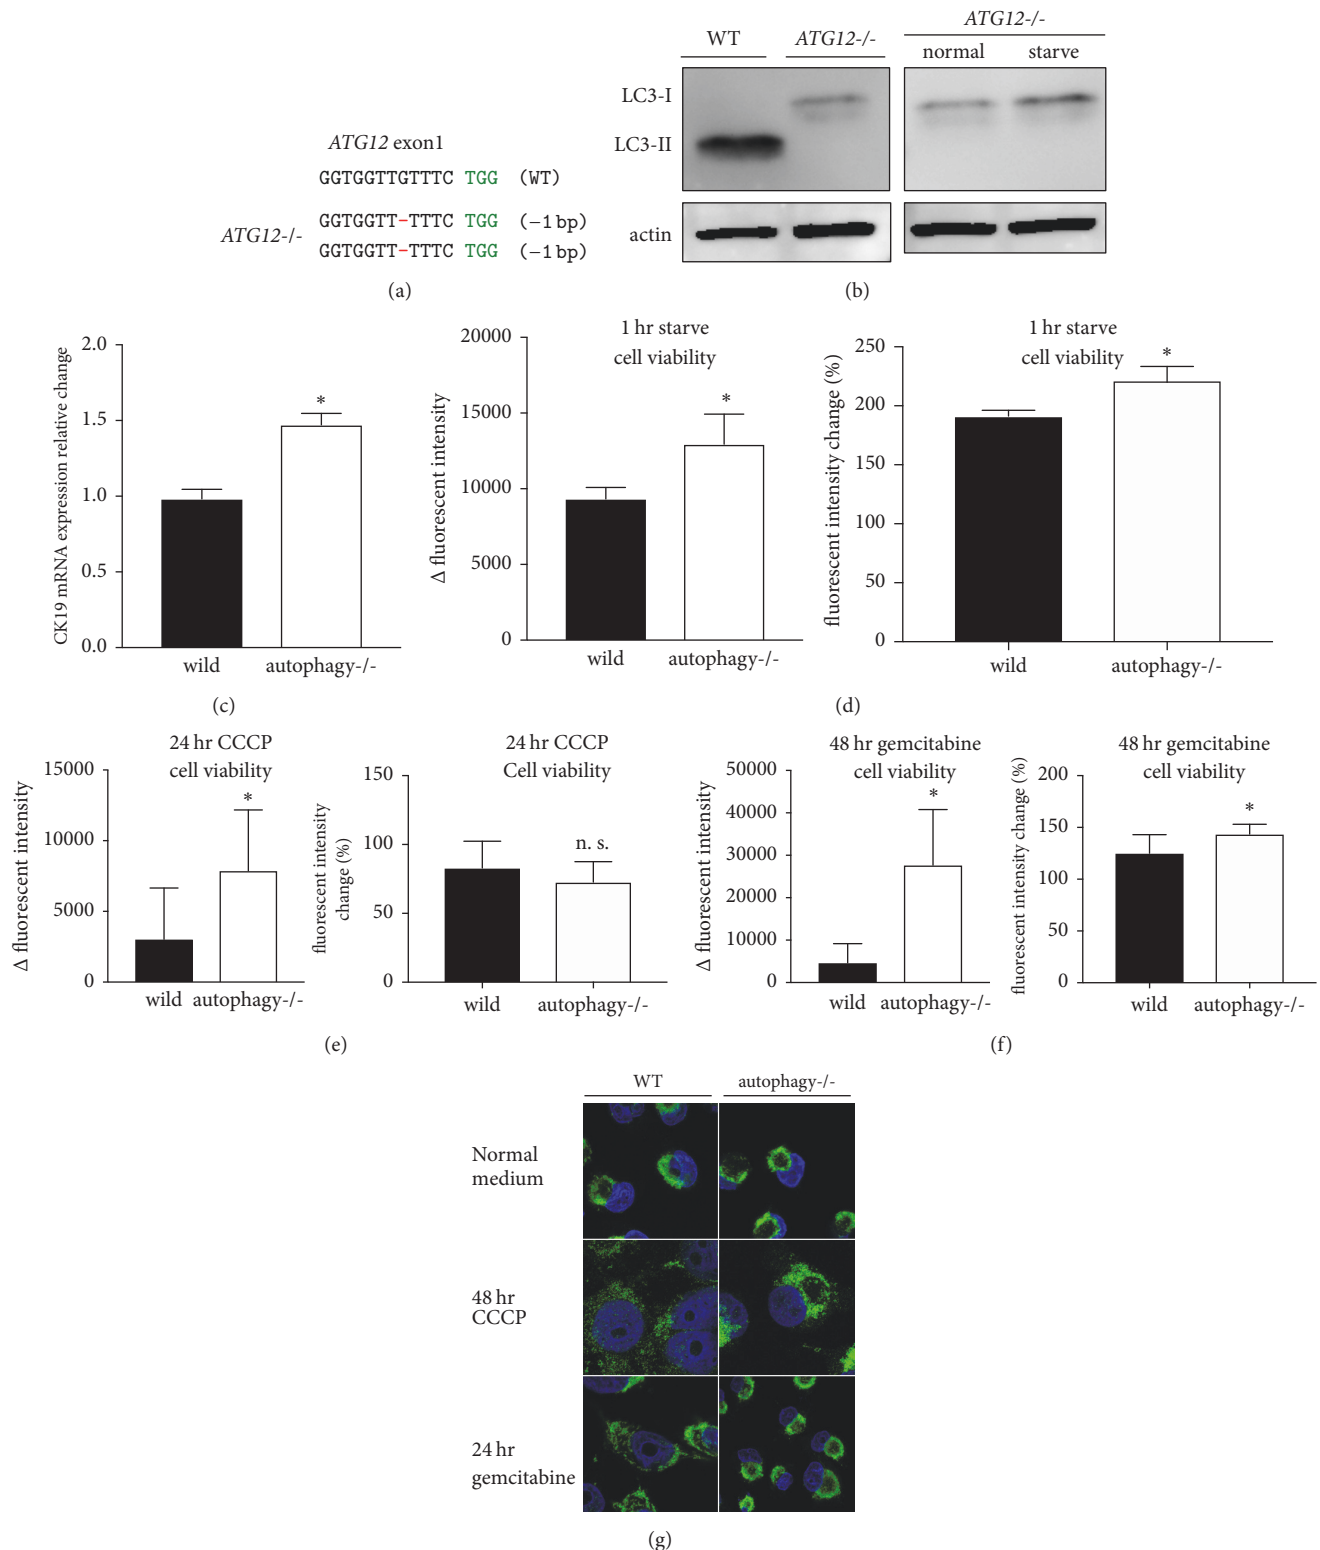 ATG12 exon1
GGTGGTTGTTTC TGG (WT)
ATG12-/-
GGTGGTT-TTTC TGG (−1 bp)
GGTGGTT-TTTC TGG (−1 bp)
(a)
WT
ATG12-/-
ATG12-/-
normal starve
LC3-I
LC3-II
actin
(b)
CK19 mRNA expression relative change
2.0
1.5
1.0
0.5
0.0
*
wild autophagy-/-
(c)
1 hr starve
cell viability
Δ fluorescent intensity
20000
15000
10000
5000
0
*
wild autophagy-/-
1 hr starve
cell viability
fluorescent intensity change (%)
250
200
150
100
50
0
*
wild autophagy-/-
(d)
24 hr CCCP
cell viability
Δ fluorescent intensity
15000
10000
5000
0
*
wild autophagy-/-
24 hr CCCP
Cell viability
fluorescent intensity
change (%)
150
100
50
0
n. s.
wild autophagy-/-
(e)
48 hr gemcitabine
cell viability
Δ fluorescent intensity
50000
40000
30000
20000
10000
0
*
wild autophagy-/-
48 hr gemcitabine
cell viability
fluorescent intensity change (%)
200
150
100
50
0
*
wild autophagy-/-
(f)
WT autophagy-/-
Normal
medium
48 hr
CCCP
24 hr
gemcitabine
(g)